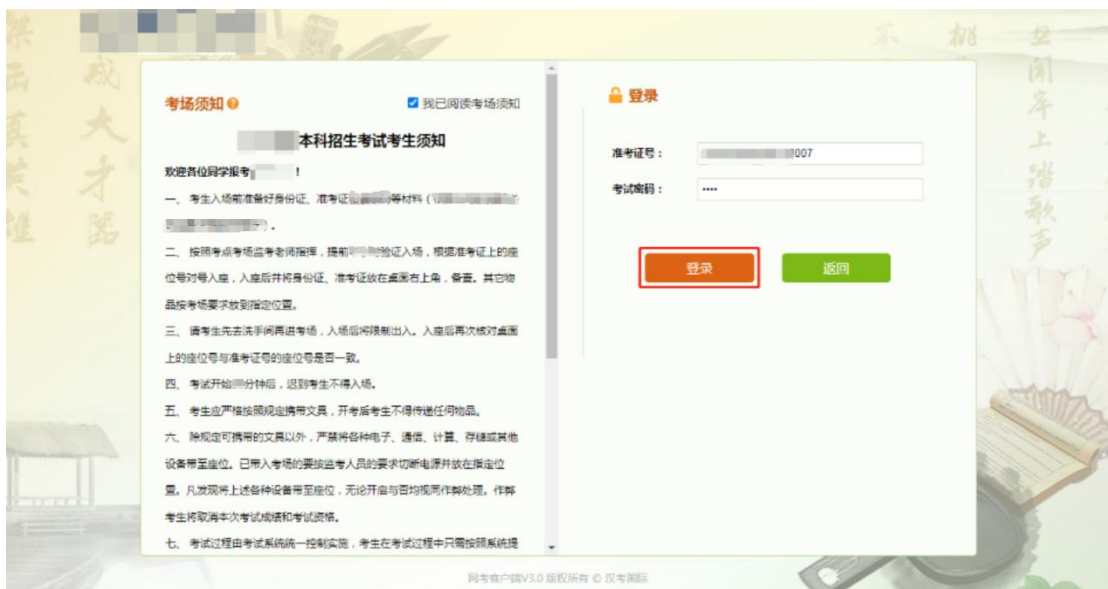 考场须知
我已阅读考场须知
本科招生考试考生须知
欢迎各位同学报考 !
一、 考生入场前准备好身份证、准考证 等材料（
）。
二、 按照考点考场监考老师指挥，提前 验证入场，根据准考证上的座
位号对号入座，入座后并将身份证、准考证放在桌面右上角，备查。其它物
品按考场要求放到指定位置。
三、 请考生先去洗手间再进考场，入场后将限制出入。入座后再次核对桌面
上的座位号与准考证号的座位号是否一致。
四、 考试开始 分钟后，迟到考生不得入场。
五、 考生应严格按照规定携带文具，开考后考生不得传递任何物品。
六、 除规定可携带的文具以外，严禁将各种电子、通信、计算、存储或其他
设备带至座位。已带入考场的要按监考人员的要求切断电源并放在指定位
置。凡发现将上述各种设备带至座位，无论开启与否均视同作弊处理。作弊
考生将取消本次考试成绩和考试资格。
七、 考试过程由考试系统统一控制实施，考生在考试过程中只需按照系统提
登录
准考证号：
007
考试密码：
••••
登录
返回
网考客户端V3.0 版权所有 © 汉考国际
成大才器
互闻岸上踏歌声